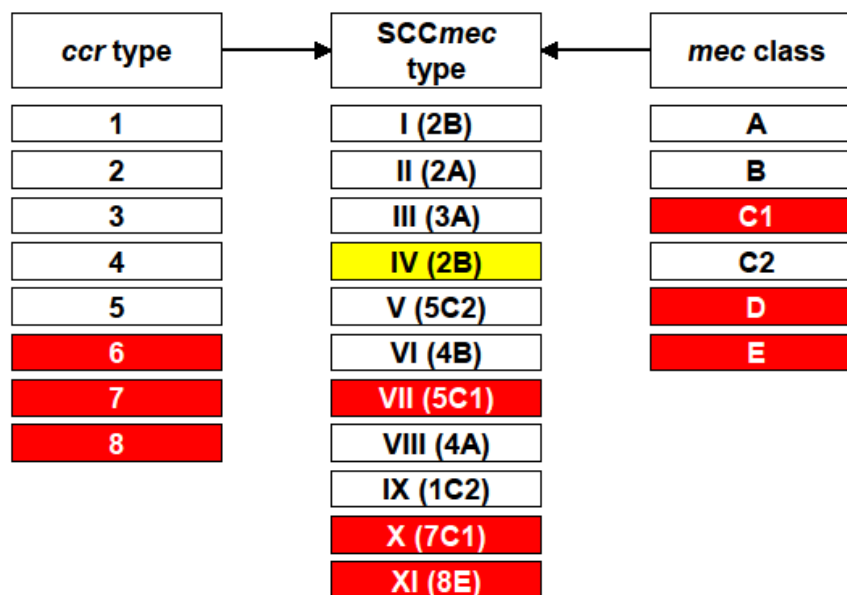 ccr type
SCCmec
type
mec class
1
2
3
4
5
6
7
8
I (2B)
II (2A)
III (3A)
IV (2B)
V (5C2)
VI (4B)
VII (5C1)
VIII (4A)
IX (1C2)
X (7C1)
XI (8E)
A
B
C1
C2
D
E